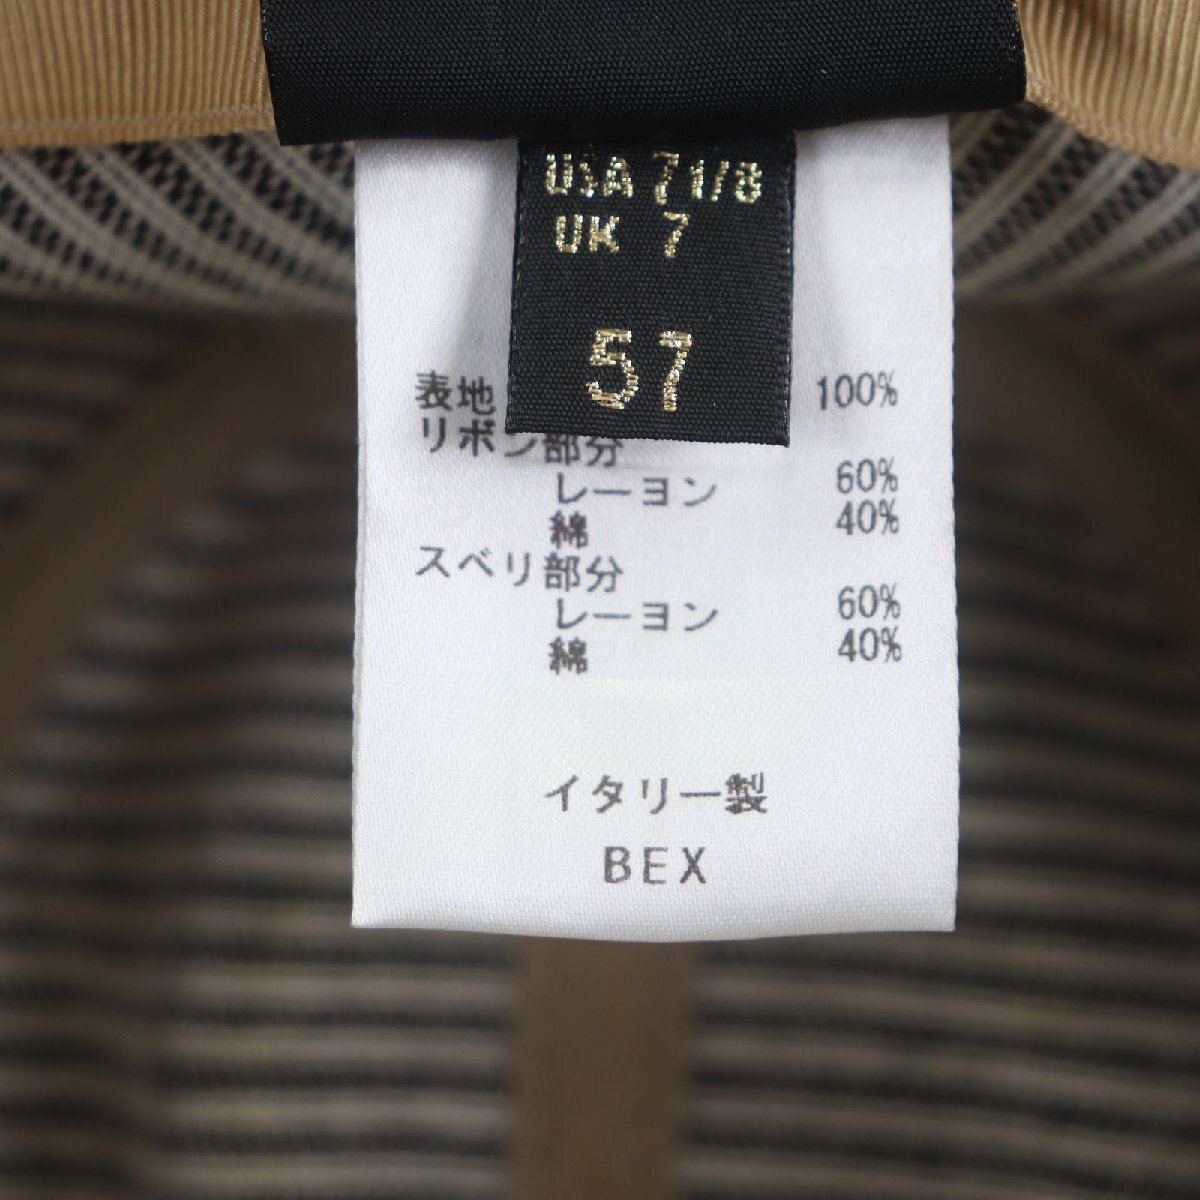 USA 7 1/8
UK 7
57
表地 100%
リボン部分
レーヨン 60%
綿 40%
スベリ部分
レーヨン 60%
綿 40%
イタリー製
BEX